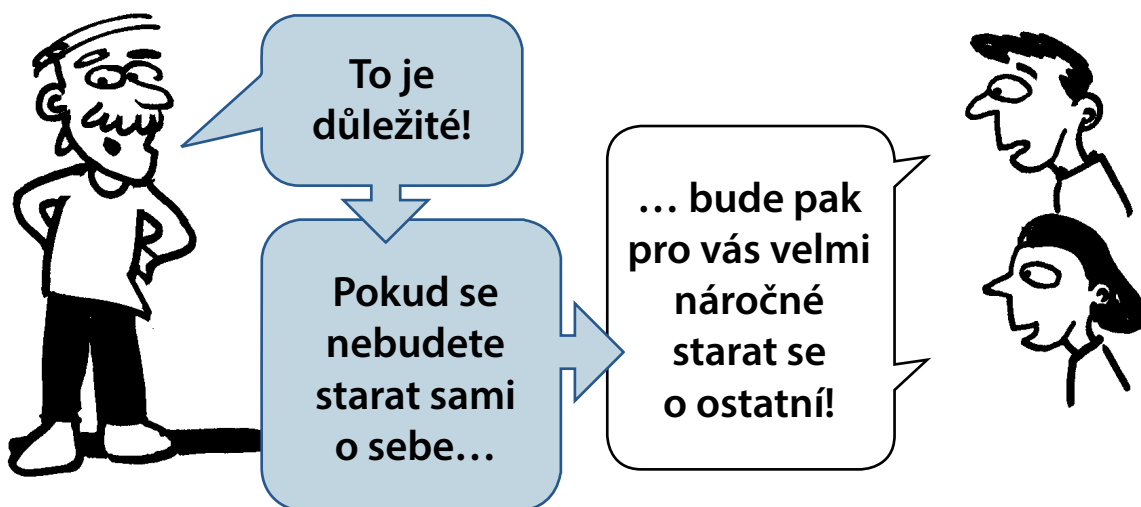 To je
důležité!
Pokud se
nebudete
starat sami
o sebe…
… bude pak
pro vás velmi
náročné
starat se
o ostatní!